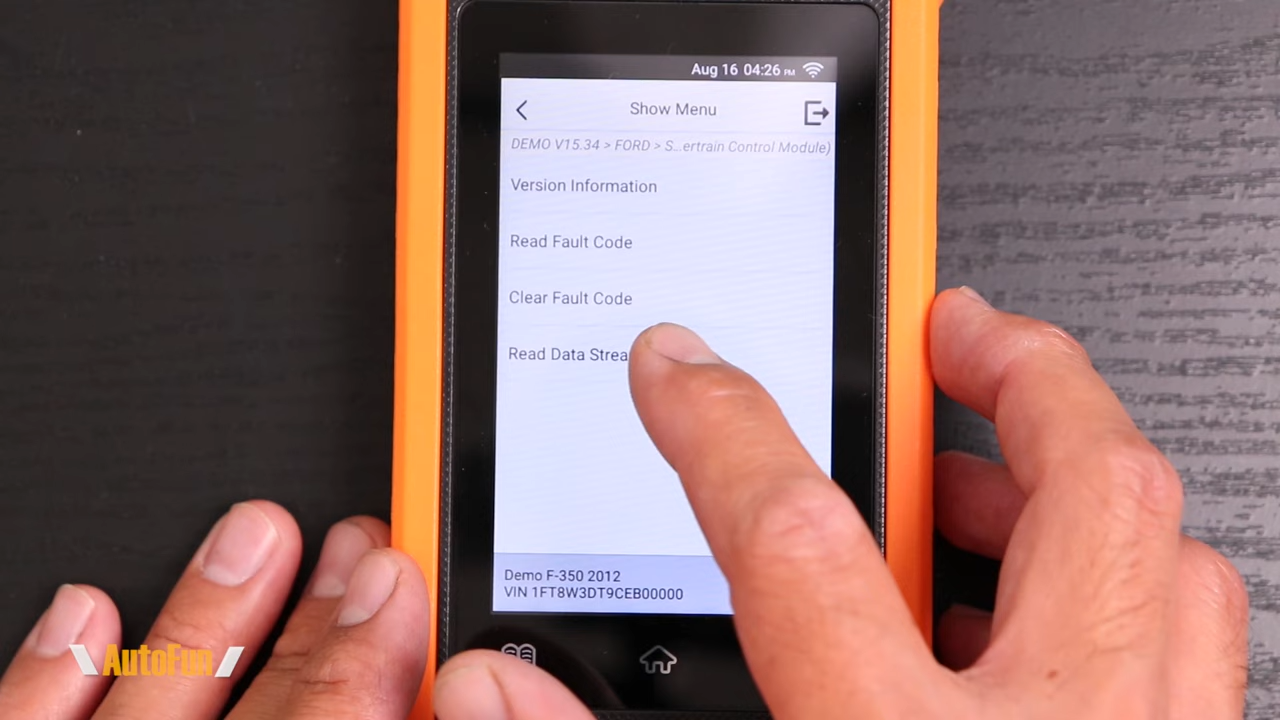 Aug 16 04:26 PM
Show Menu
DEMO V15.34 > FORD > S...ertrain Control Module)
Version Information
Read Fault Code
Clear Fault Code
Read Data Strea
Demo F-350 2012
VIN 1FT8W3DT9CEB00000
AutoFun